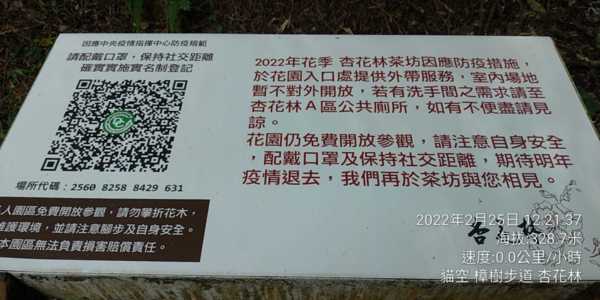 因應中央疫情指揮中心防疫規範
請配戴口罩，保持社交距離
確實實施實名制登記
場所代碼：2560 8258 8429 631
人園區免費開放參觀，請勿攀折花木，
維護環境，並請注意腳步及自身安全。
本園區無法負責損害賠償責任。
2022年花季 杏花林茶坊因應防疫措施，
於花園入口處提供外帶服務，室內場地
暫不對外開放，若有洗手間之需求請至
杏花林A區公共廁所，如有不便盡請見
諒。
花園仍免費開放參觀，請注意自身安全
，配戴口罩及保持社交距離，期待明年
疫情退去，我們再於茶坊與您相見。
杏花林
2022年2月25日 12:21:37
海拔:328.7米
速度:0.0公里/小時
貓空 樟樹步道 杏花林